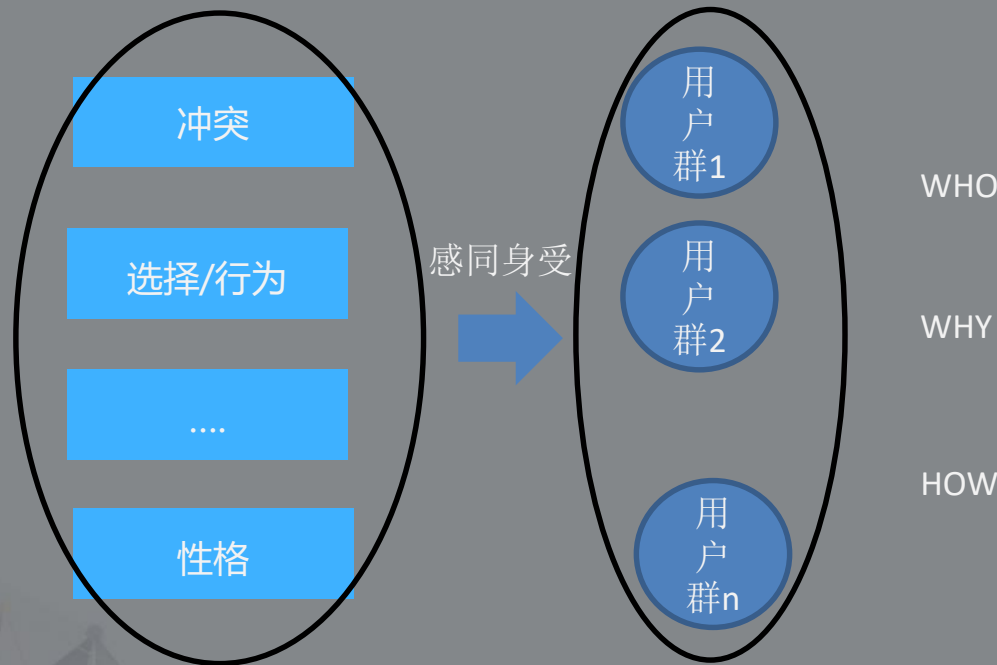 冲突
选择/行为
....
性格
感同身受
用
户
群1
用
户
群2
用
户
群n
WHO
WHY
HOW